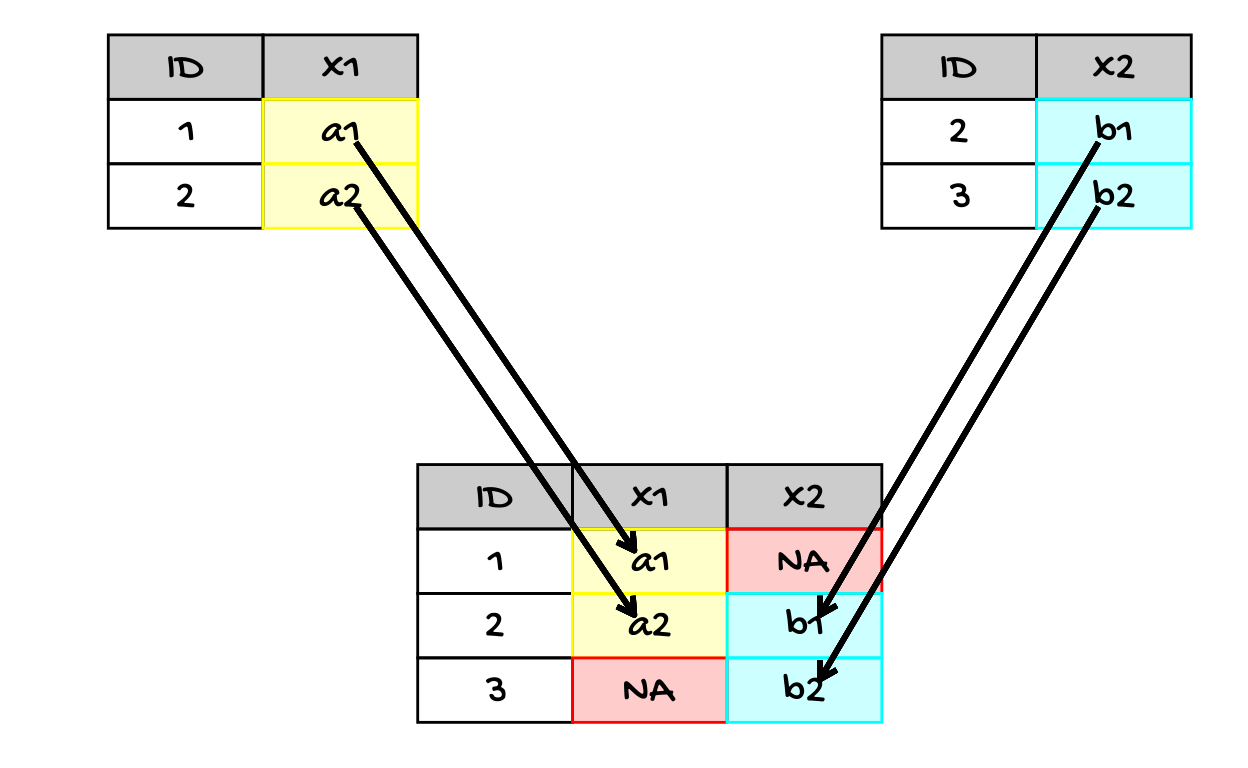 ID X1
1 a1
2 a2
ID X2
2 b1
3 b2
ID X1 X2
1 a1 NA
2 a2 b1
3 NA b2